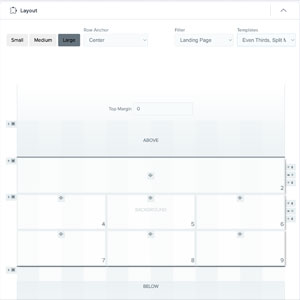 Layout
Row Anchor
Filter
Templates
Small
Medium
Large
Center
Landing Page
Even Thirds, Split M
Top Margin
0
ABOVE
2
BACKGROUND
4
5
6
7
8
9
BELOW